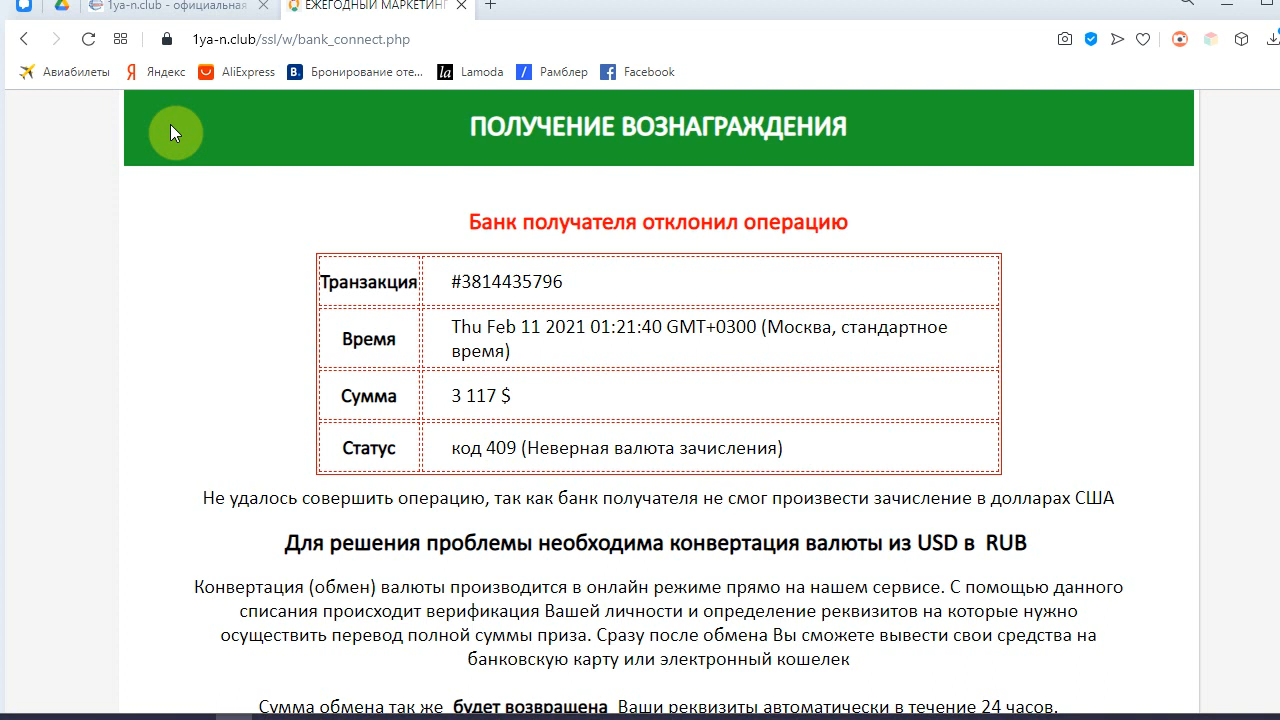 1ya-n.club - официальная
ЕЖЕГОДНЫЙ МАРКЕТИНГ
1ya-n.club/ssl/w/bank_connect.php
Авиабилеты Яндекс AliExpress B. Бронирование оте... la Lamoda Рамблер Facebook
ПОЛУЧЕНИЕ ВОЗНАГРАЖДЕНИЯ
Банк получателя отклонил операцию
Транзакция #3814435796
Время Thu Feb 11 2021 01:21:40 GMT+0300 (Москва, стандартное
время)
Сумма 3 117 $
Статус код 409 (Неверная валюта зачисления)
Не удалось совершить операцию, так как банк получателя не смог произвести зачисление в долларах США
Для решения проблемы необходима конвертация валюты из USD в RUB
Конвертация (обмен) валюты производится в онлайн режиме прямо на нашем сервисе. С помощью данного
списания происходит верификация Вашей личности и определение реквизитов на которые нужно
осуществить перевод полной суммы приза. Сразу после обмена Вы сможете вывести свои средства на
банковскую карту или электронный кошелек
Сумма обмена так же будет возвращена Ваши реквизиты автоматически в течение 24 часов.